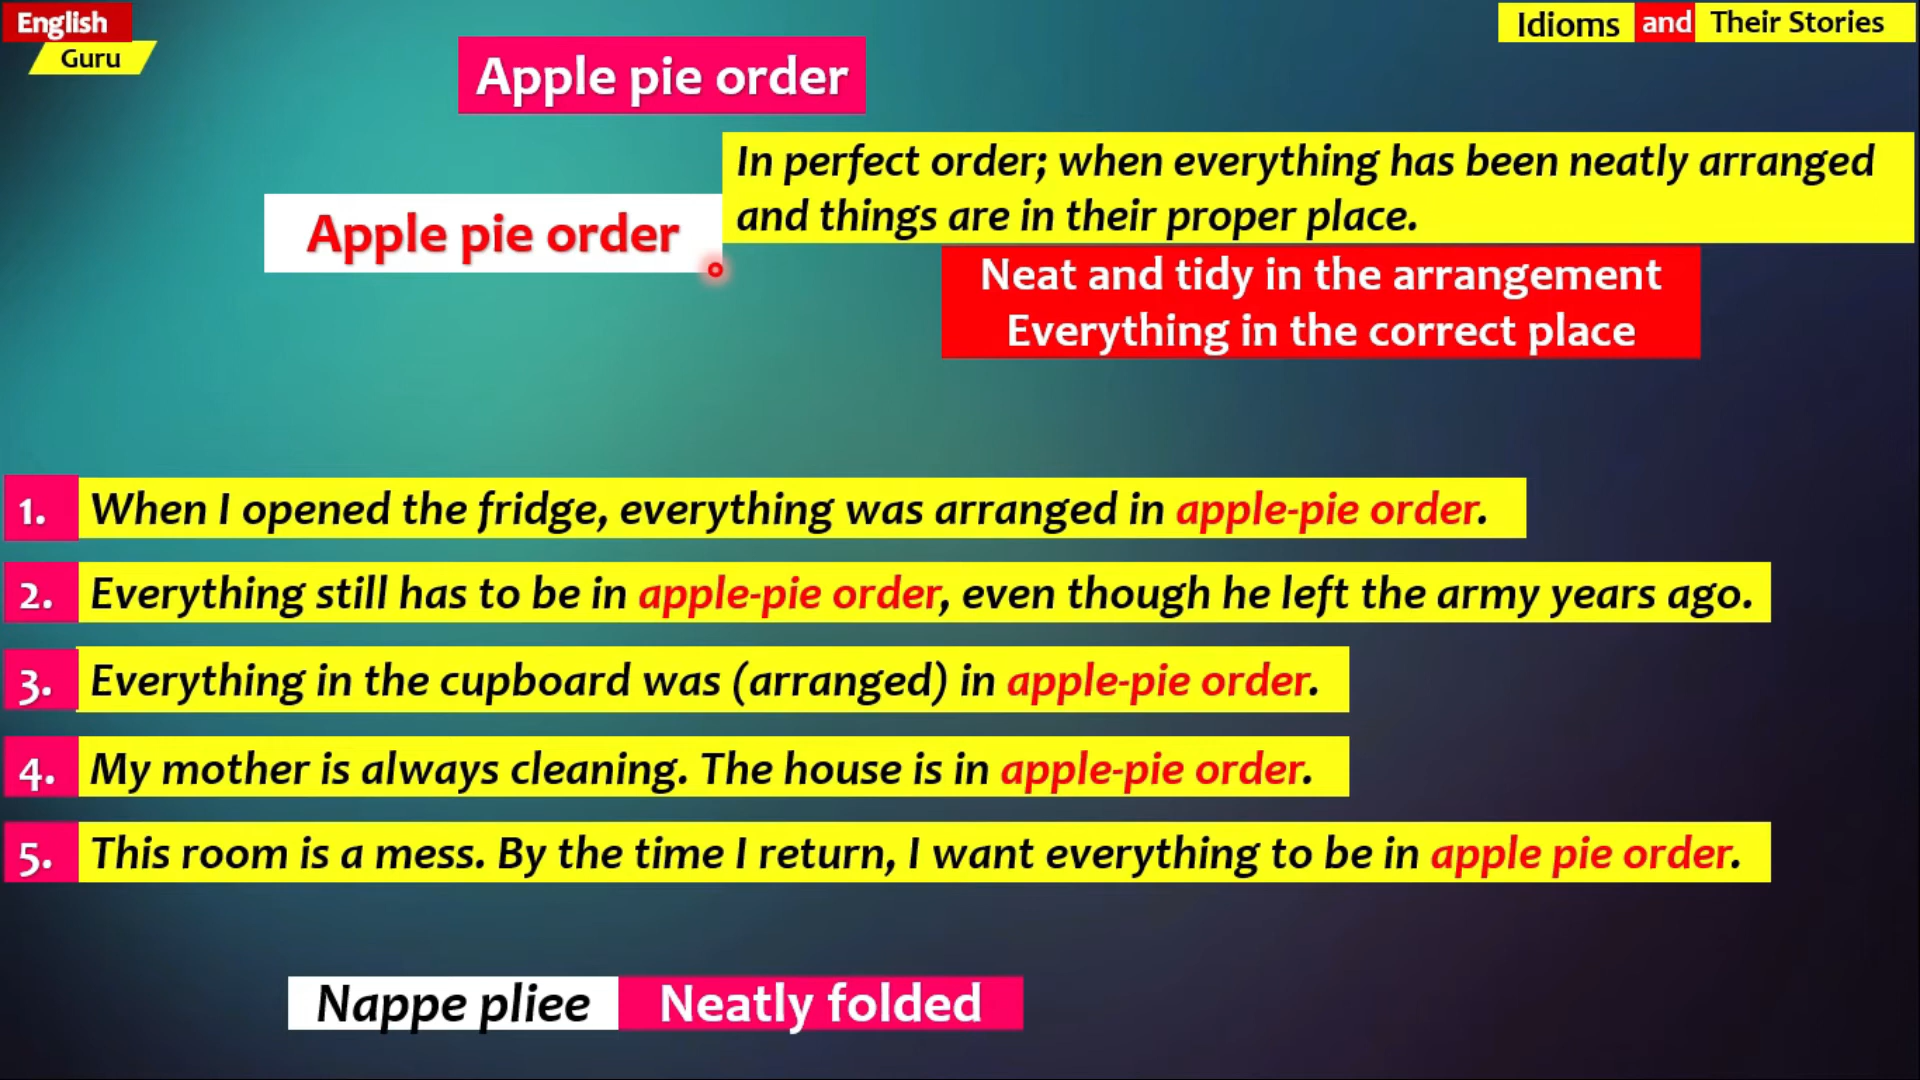 English
Guru
Idioms and Their Stories
Apple pie order
In perfect order; when everything has been neatly arranged
and things are in their proper place.
Apple pie order
Neat and tidy in the arrangement
Everything in the correct place
1. When I opened the fridge, everything was arranged in apple-pie order.
2. Everything still has to be in apple-pie order, even though he left the army years ago.
3. Everything in the cupboard was (arranged) in apple-pie order.
4. My mother is always cleaning. The house is in apple-pie order.
5. This room is a mess. By the time I return, I want everything to be in apple pie order.
Nappe pliee Neatly folded